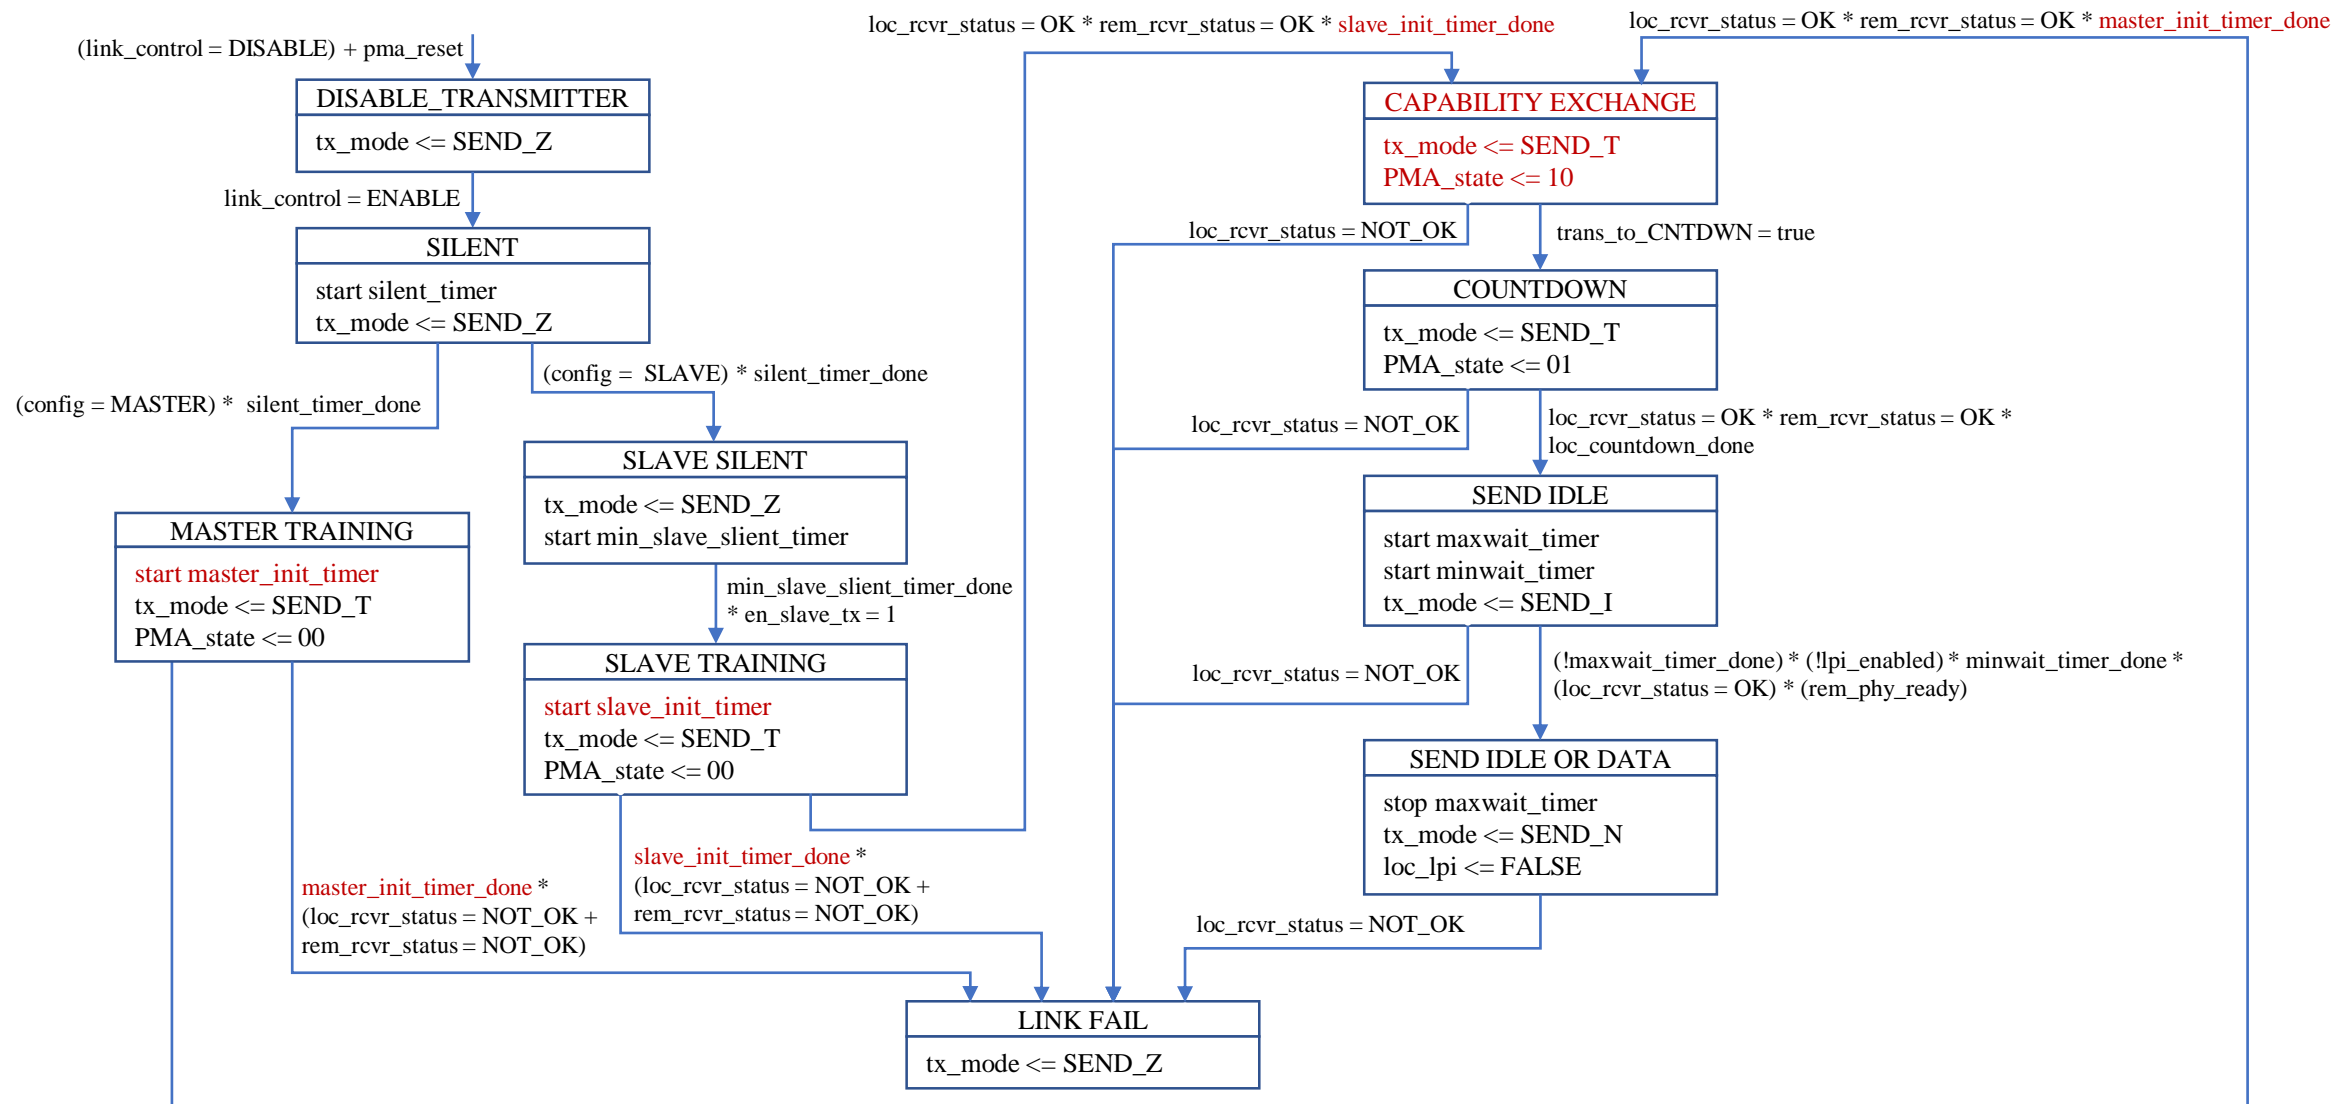 loc_rcvr_status = OK * rem_rcvr_status = OK * slave_init_timer_done
loc_rcvr_status = OK * rem_rcvr_status = OK * master_init_timer_done
(link_control = DISABLE) + pma_reset
DISABLE_TRANSMITTER
tx_mode <= SEND_Z
link_control = ENABLE
SILENT
start silent_timer
tx_mode <= SEND_Z
(config = SLAVE) * silent_timer_done
(config = MASTER) * silent_timer_done
SLAVE SILENT
tx_mode <= SEND_Z
start min_slave_slient_timer
MASTER TRAINING
start master_init_timer
tx_mode <= SEND_T
PMA_state <= 00
min_slave_slient_timer_done
* en_slave_tx = 1
SLAVE TRAINING
start slave_init_timer
tx_mode <= SEND_T
PMA_state <= 00
master_init_timer_done *
(loc_rcvr_status = NOT_OK +
rem_rcvr_status = NOT_OK)
slave_init_timer_done *
(loc_rcvr_status = NOT_OK +
rem_rcvr_status = NOT_OK)
CAPABILITY EXCHANGE
tx_mode <= SEND_T
PMA_state <= 10
loc_rcvr_status = NOT_OK
trans_to_CNTDWN = true
COUNTDOWN
tx_mode <= SEND_T
PMA_state <= 01
loc_rcvr_status = NOT_OK
loc_rcvr_status = OK * rem_rcvr_status = OK *
loc_countdown_done
SEND IDLE
start maxwait_timer
start minwait_timer
tx_mode <= SEND_I
loc_rcvr_status = NOT_OK
(!maxwait_timer_done) * (!lpi_enabled) * minwait_timer_done *
(loc_rcvr_status = OK) * (rem_phy_ready)
SEND IDLE OR DATA
stop maxwait_timer
tx_mode <= SEND_N
loc_lpi <= FALSE
loc_rcvr_status = NOT_OK
LINK FAIL
tx_mode <= SEND_Z